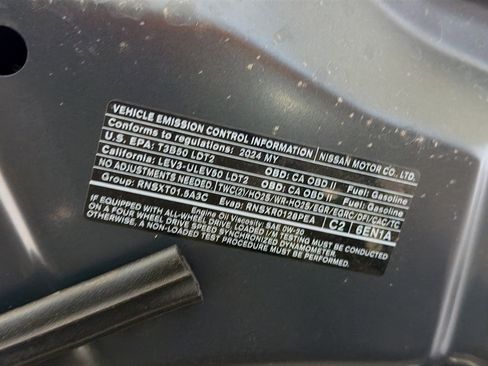 VEHICLE EMISSION CONTROL INFORMATION NISSAN MOTOR CO., LTD.
Conforms to regulations: 2024 MY
U.S. EPA: T3B50 LDT2 OBD: CA OBD II Fuel: Gasoline
California: LEV3-ULEV50 LDT2 OBD: CA OBD II Fuel: Gasoline
NO ADJUSTMENTS NEEDED. TWC(2)/HO2S/WR-HO2S/EGR/EGRC/DFI/CAC/TC
Group: RNSXT01.5A3C Evap: RNSXR0128PEA C2 6EN1A
Engine Oil Viscosity: SAE 0W-20
IF EQUIPPED WITH ALL-WHEEL DRIVE, LOADED I/M TESTING MUST BE CONDUCTED
ON A FOUR WHEEL DRIVE SPEED SYNCHRONIZED DYNAMOMETER.
OTHERWISE, A NON-LOADED TEST PROCEDURE MUST BE PERFORMED.